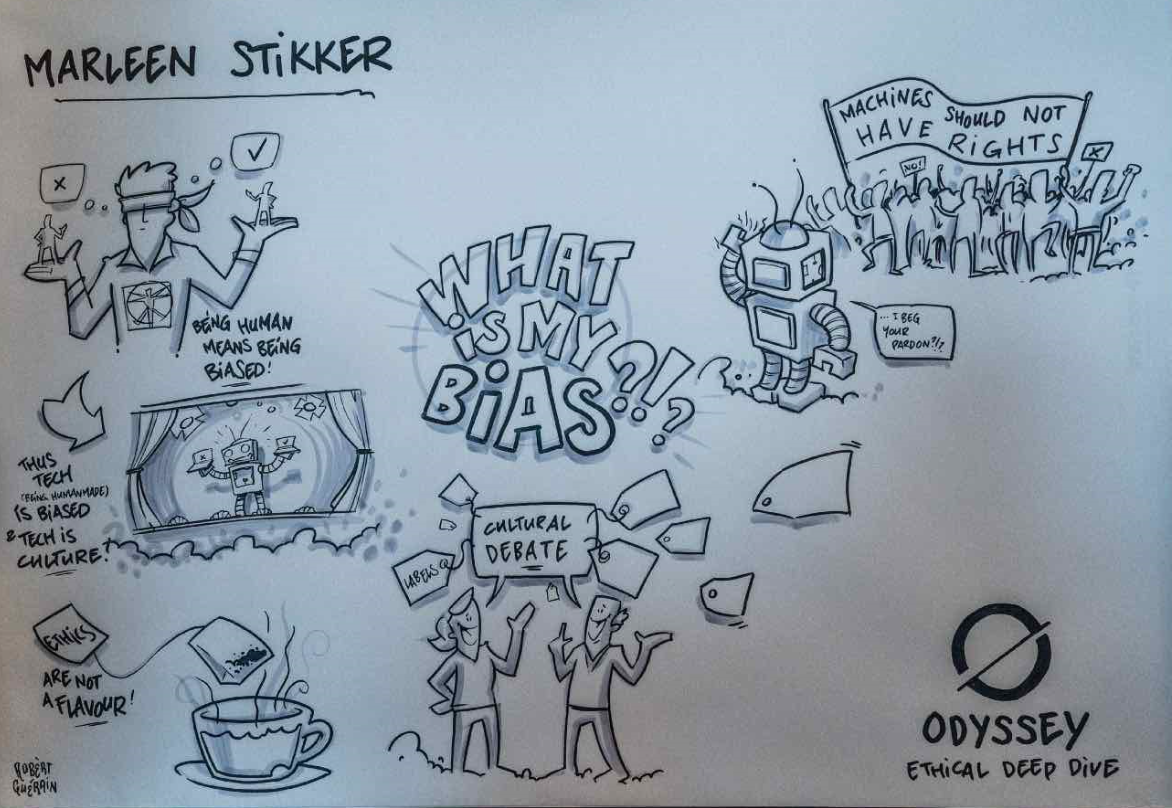 MARLEEN STiKKER
x
✓
BEiNG HUMAN
MEANS BEiNG
BiASED!
THUS
TECH
(BEiNG HUMANMADE)
iS BiASED
& TECH iS
CULTURE!
x
✓
ETHiCS
ARE NOT
A FLAVOUR!
ROBÈRT
GUÉRAiN
WHAT
iS MY
BiAS?!!?
CULTURAL
DEBATE
LABELS
MACHiNES SHOULD NOT
HAVE RiGHTS
NO!
x
... I BEG
YOUR
PARDON?!?
ODYSSEY
ETHiCAL DEEP DiVE